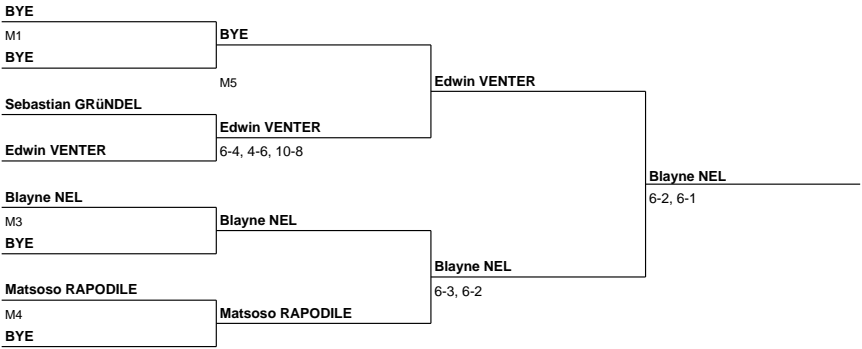 BYE
M1
BYE
BYE
M5
Edwin VENTER
Sebastian GRüNDEL
Edwin VENTER
Edwin VENTER
6-4, 4-6, 10-8
Blayne NEL
6-2, 6-1
Blayne NEL
M3
Blayne NEL
BYE
Blayne NEL
6-3, 6-2
Matsoso RAPODILE
M4
Matsoso RAPODILE
BYE